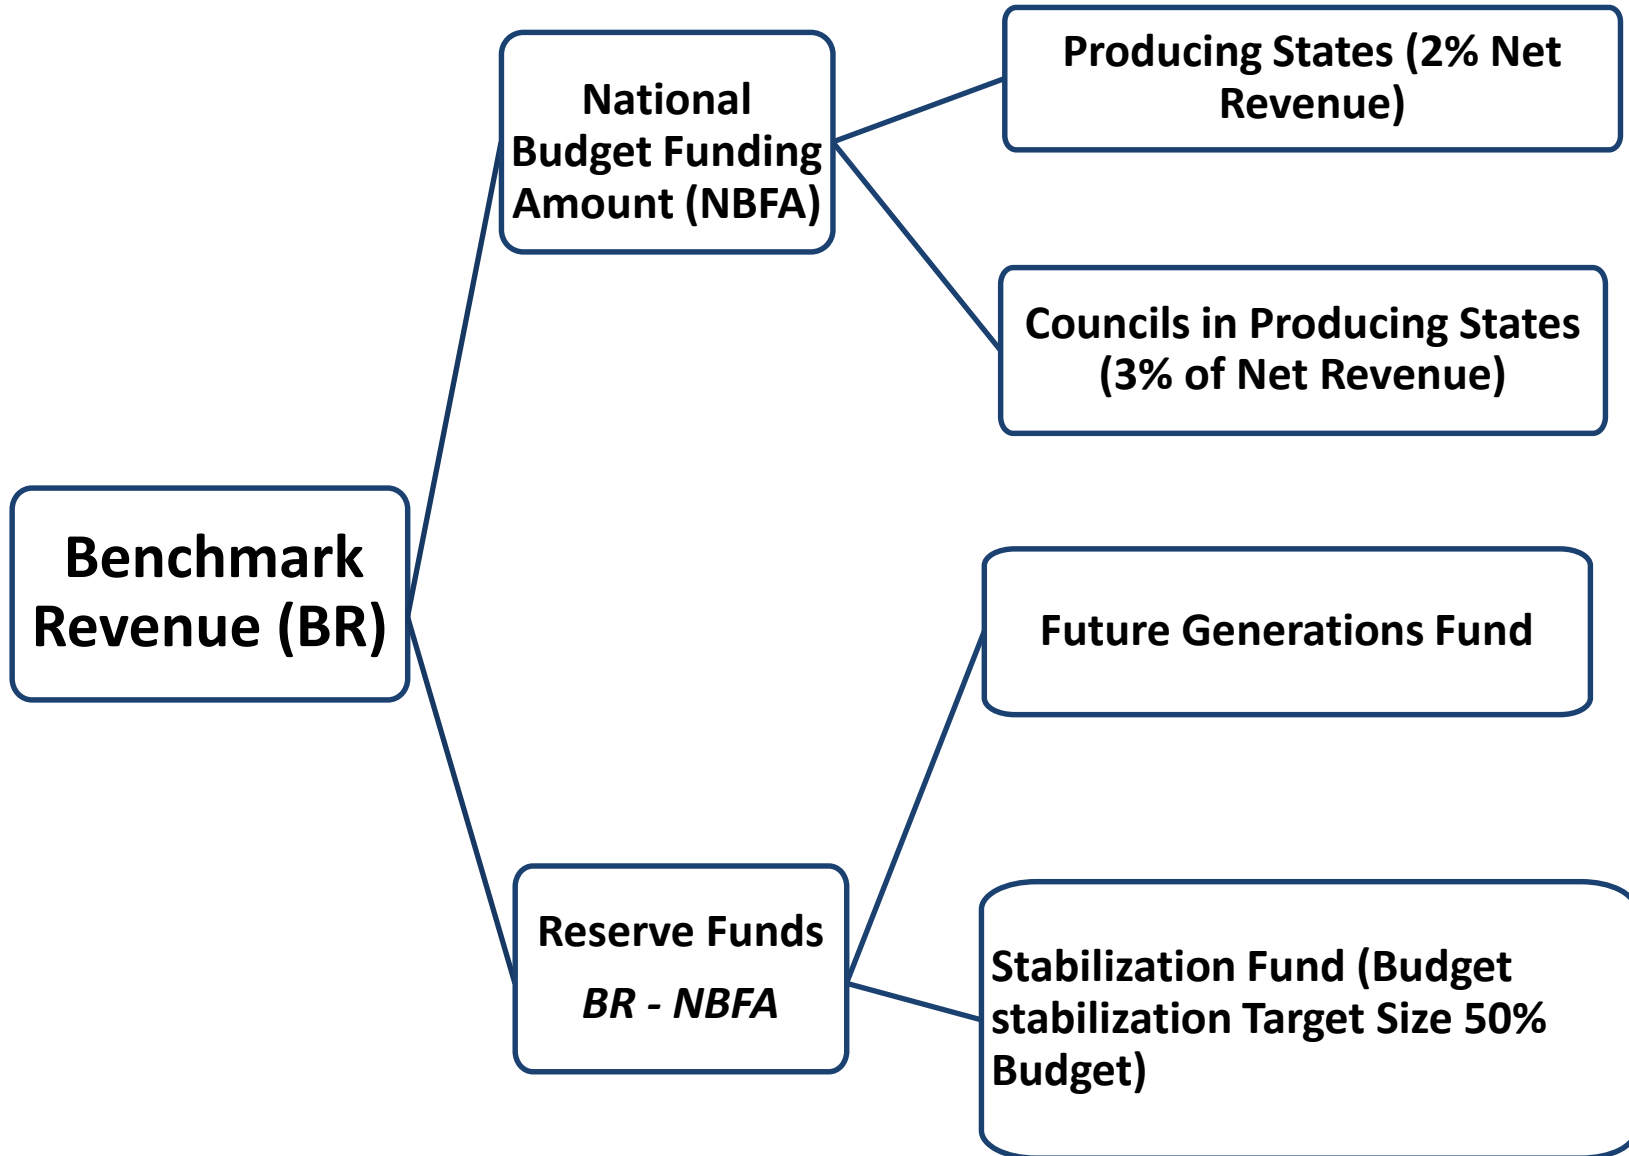 National
Budget Funding
Amount (NBFA)
Producing States (2% Net
Revenue)
Councils in Producing States
(3% of Net Revenue)
Benchmark
Revenue (BR)
Future Generations Fund
Reserve Funds
BR - NBFA
Stabilization Fund (Budget
stabilization Target Size 50%
Budget)